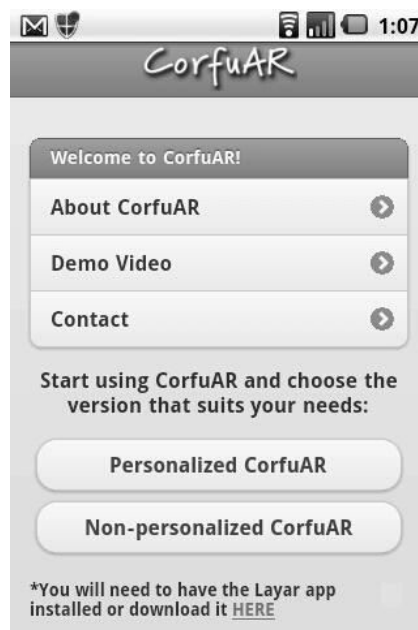 1:07
CorfuAR
Welcome to CorfuAR!
About CorfuAR
Demo Video
Contact
Start using CorfuAR and choose the
version that suits your needs:
Personalized CorfuAR
Non-personalized CorfuAR
*You will need to have the Layar app
installed or download it HERE